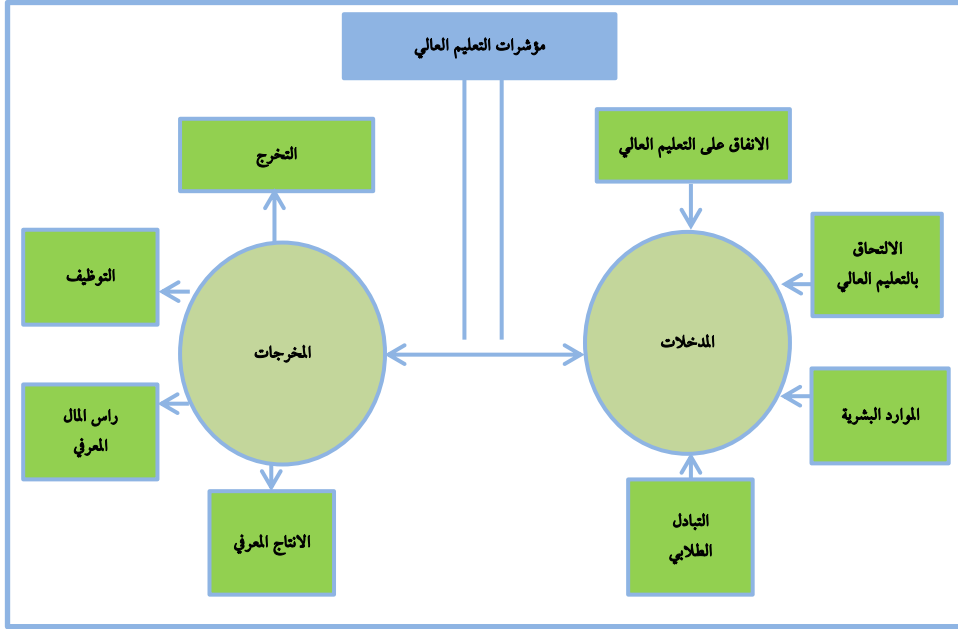 مؤشرات التعليم العالي
الانفاق على التعليم العالي
الالتحاق
بالتعليم العالي
المدخلات
الموارد البشرية
التبادل
الطلابي
التخرج
التوظيف
المخرجات
راس المال
المعرفي
الانتاج المعرفي